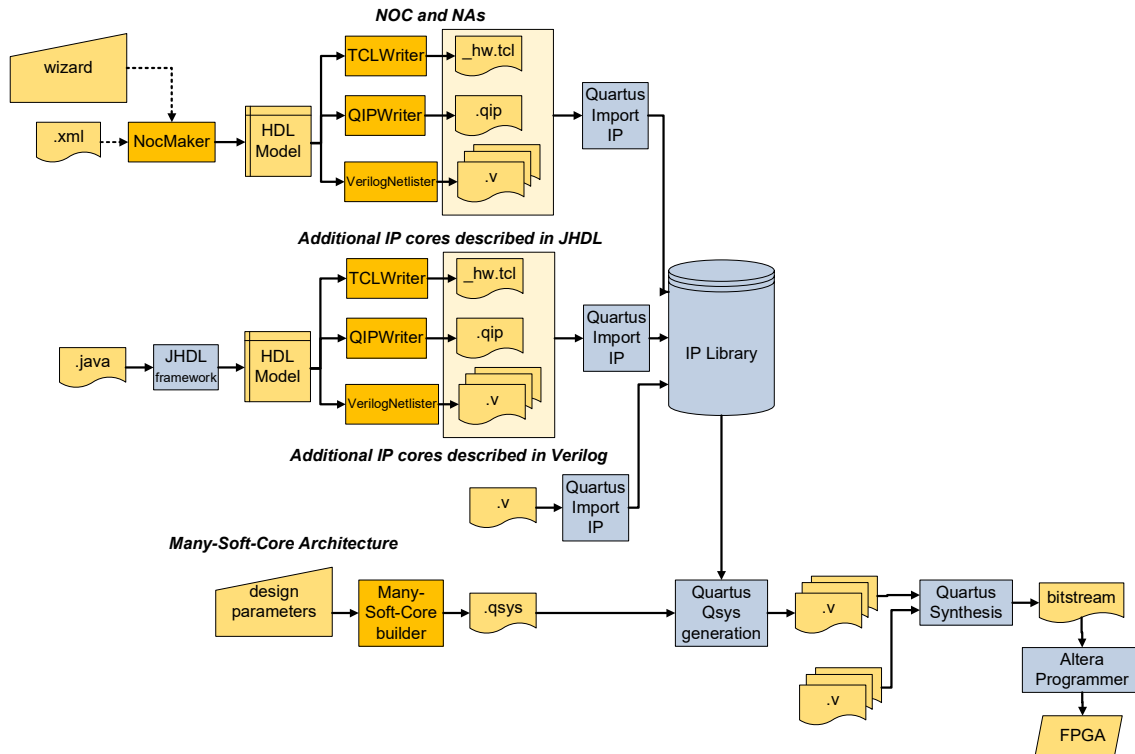 NOC and NAs
wizard
.xml
NocMaker
HDL
Model
TCLWriter
QIPWriter
VerilogNetlister
_hw.tcl
.qip
.v
Quartus
Import
IP
Additional IP cores described in JHDL
.java
JHDL
framework
HDL
Model
TCLWriter
QIPWriter
VerilogNetlister
_hw.tcl
.qip
.v
Quartus
Import
IP
IP Library
Additional IP cores described in Verilog
.v
Quartus
Import
IP
Many-Soft-Core Architecture
design
parameters
Many-
Soft-Core
builder
.qsys
Quartus
Qsys
generation
.v
.v
Quartus
Synthesis
bitstream
Altera
Programmer
FPGA